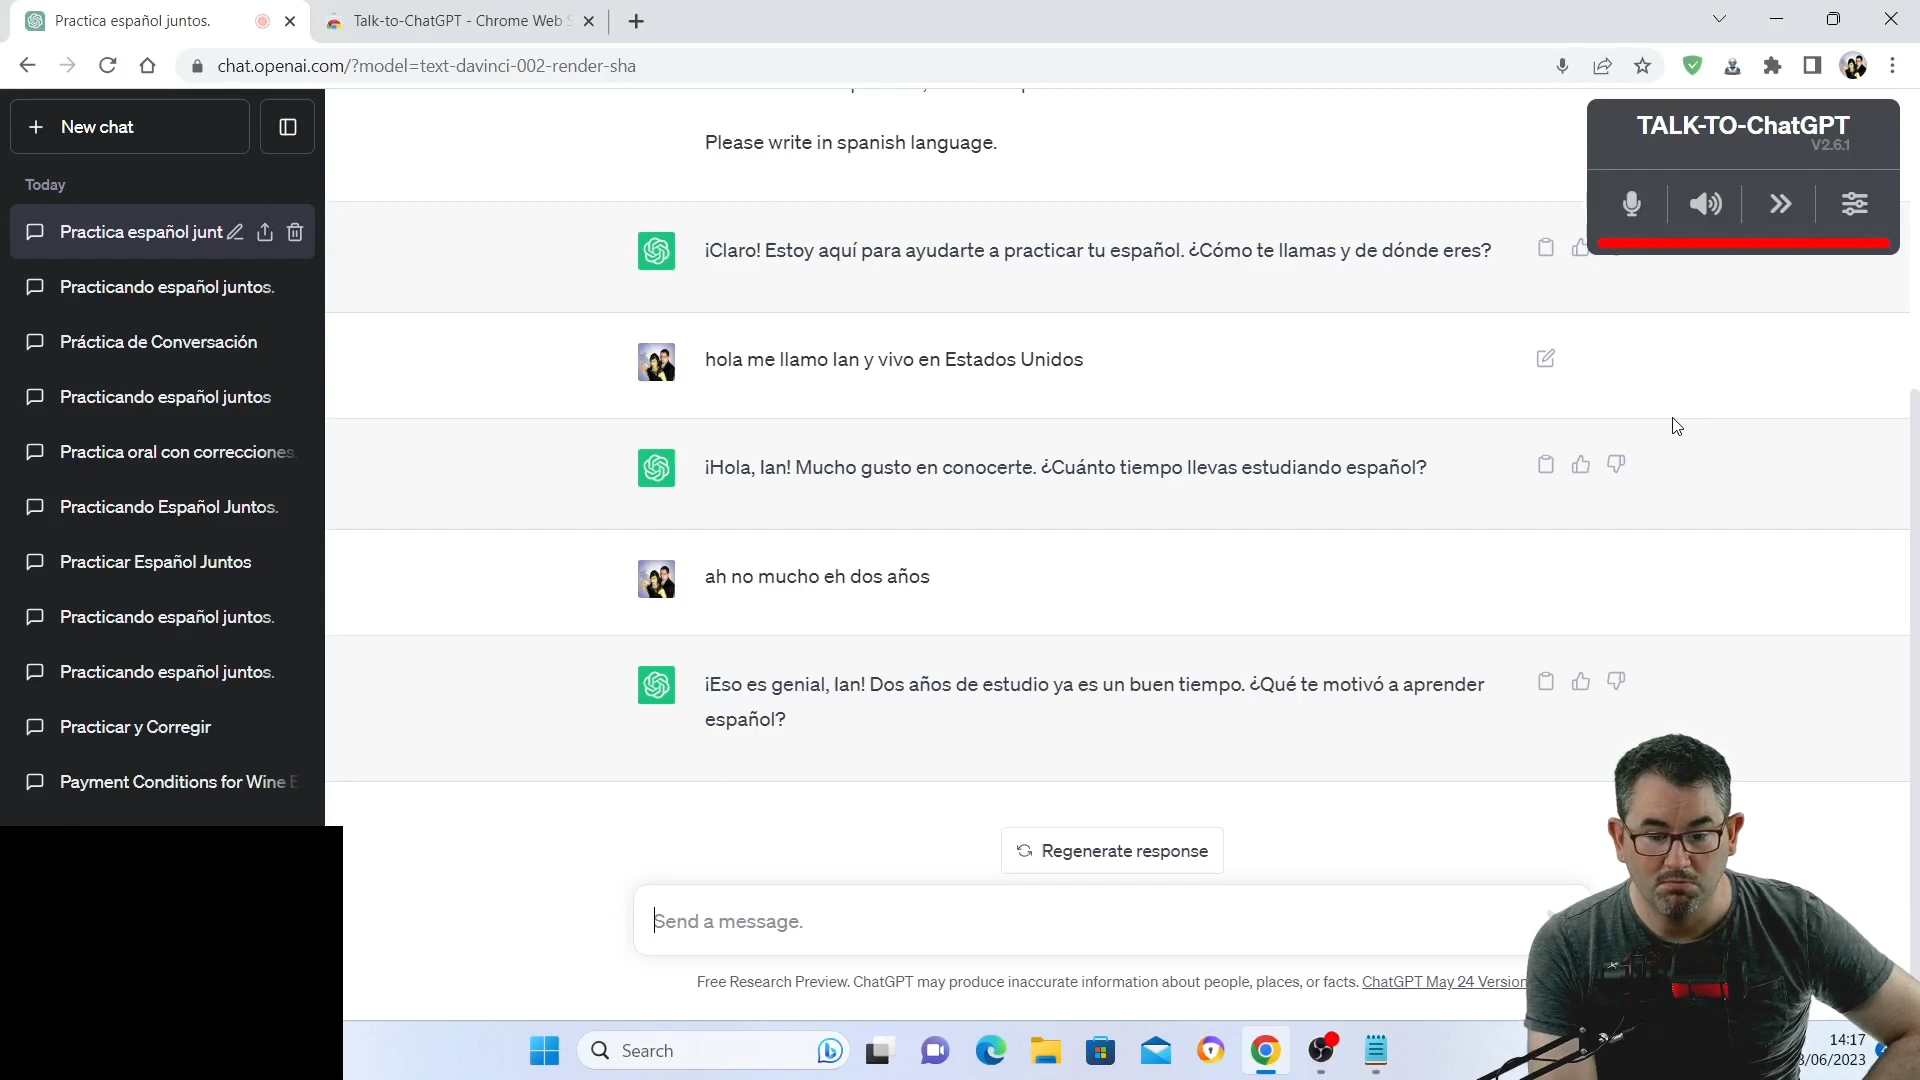 Practica español juntos.
Talk-to-ChatGPT - Chrome Web
chat.openai.com/?model=text-davinci-002-render-sha
New chat
Today
Practica español junt
Practicando español juntos.
Práctica de Conversación
Practicando español juntos
Practica oral con correcciones.
Practicando Español Juntos.
Practicar Español Juntos
Practicando español juntos.
Practicando español juntos.
Practicar y Corregir
Payment Conditions for Wine E
Please write in spanish language.
¡Claro! Estoy aquí para ayudarte a practicar tu español. ¿Cómo te llamas y de dónde eres?
hola me llamo Ian y vivo en Estados Unidos
¡Hola, Ian! Mucho gusto en conocerte. ¿Cuánto tiempo llevas estudiando español?
ah no mucho eh dos años
¡Eso es genial, Ian! Dos años de estudio ya es un buen tiempo. ¿Qué te motivó a aprender
español?
TALK-TO-ChatGPT
V2.6.1
Regenerate response
Send a message.
Free Research Preview. ChatGPT may produce inaccurate information about people, places, or facts. ChatGPT May 24 Version
Search
14:17
/06/2023